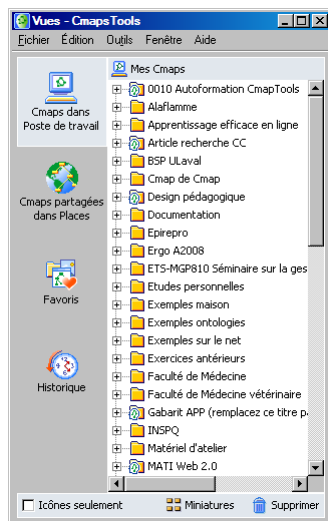 Vues - CmapsTools
Fichier Édition Outils Fenêtre Aide
Mes Cmaps
Cmaps dans
Poste de travail
Cmaps partagées
dans Places
Favoris
Historique
0010 Autoformation CmapTools
Alaflamme
Apprentissage efficace en ligne
Article recherche CC
BSP ULaval
Cmap de Cmap
Design pédagogique
Documentation
Epirepro
Ergo A2008
ETS-MGP810 Séminaire sur la ges
Etudes personnelles
Exemples maison
Exemples ontologies
Exemples sur le net
Exercices antérieurs
Faculté de Médecine
Faculté de Médecine vétérinaire
Gabarit APP (remplacez ce titre pa
INSPQ
Matériel d'atelier
MATI Web 2.0
Icônes seulement Miniatures Supprimer